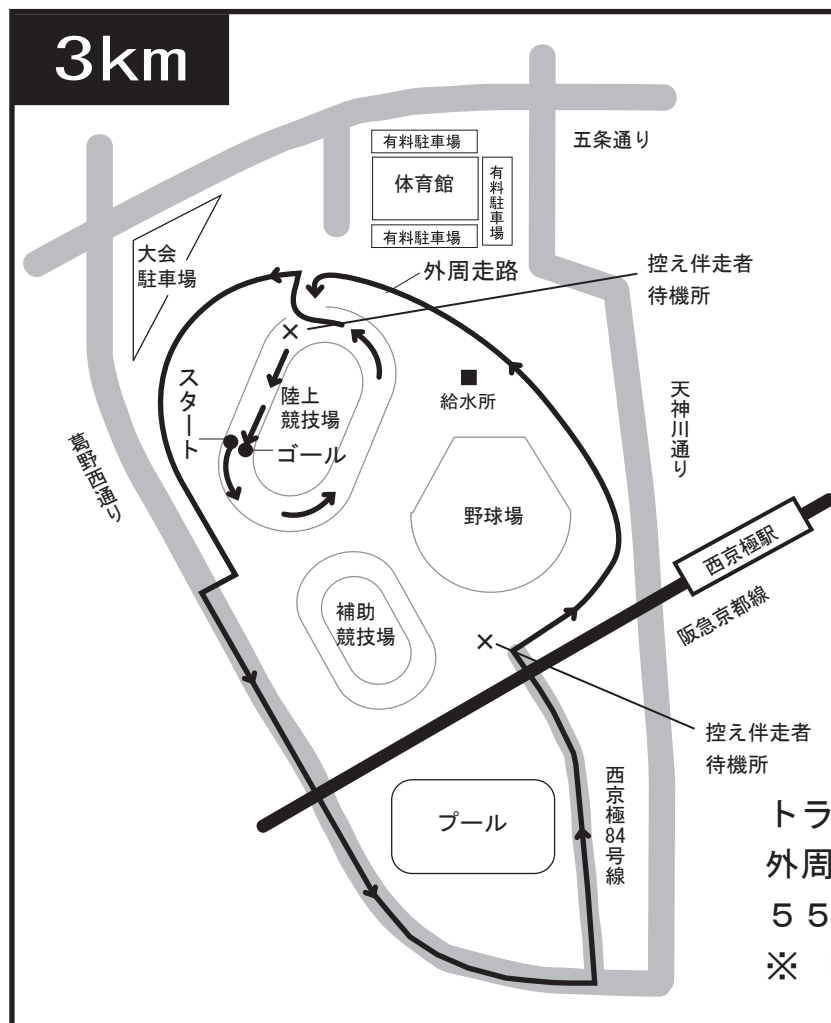 3km
五条通り
有料駐車場
体育館
有料駐車場
有料駐車場
大会
駐車場
外周走路
控え伴走者
待機所
スタート
陸上
競技場
ゴール
給水所
天神川通り
葛野西通り
野球場
西京極駅
阪急京都線
補助
競技場
控え伴走者
待機所
西京極84号線
プール
トラ
外周
５５
※